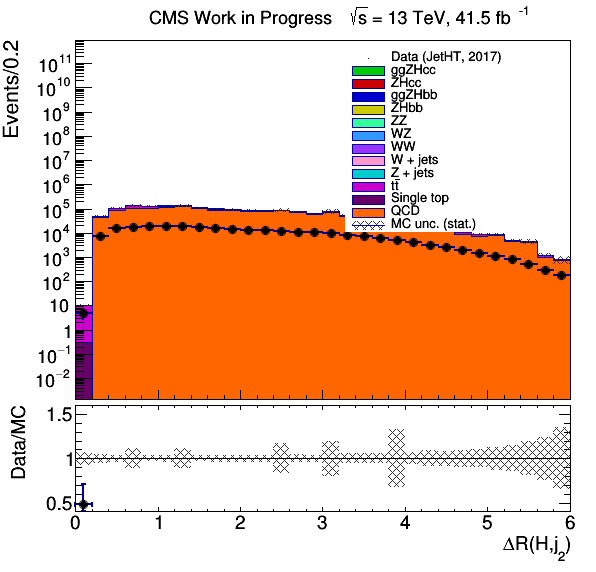 CMS Work in Progress √s = 13 TeV, 41.5 fb⁻¹
Events/0.2
10¹¹
10¹⁰
10⁹
10⁸
10⁷
10⁶
10⁵
10⁴
10³
10²
10
1
10⁻¹
10⁻²
Data (JetHT, 2017)
ggZHcc
ZHcc
ggZHbb
ZHbb
ZZ
WZ
WW
W + jets
Z + jets
tt̄
Single top
QCD
MC unc. (stat.)
Data/MC
1.5
1
0.5
0 1 2 3 4 5 6
ΔR(H,j₂)